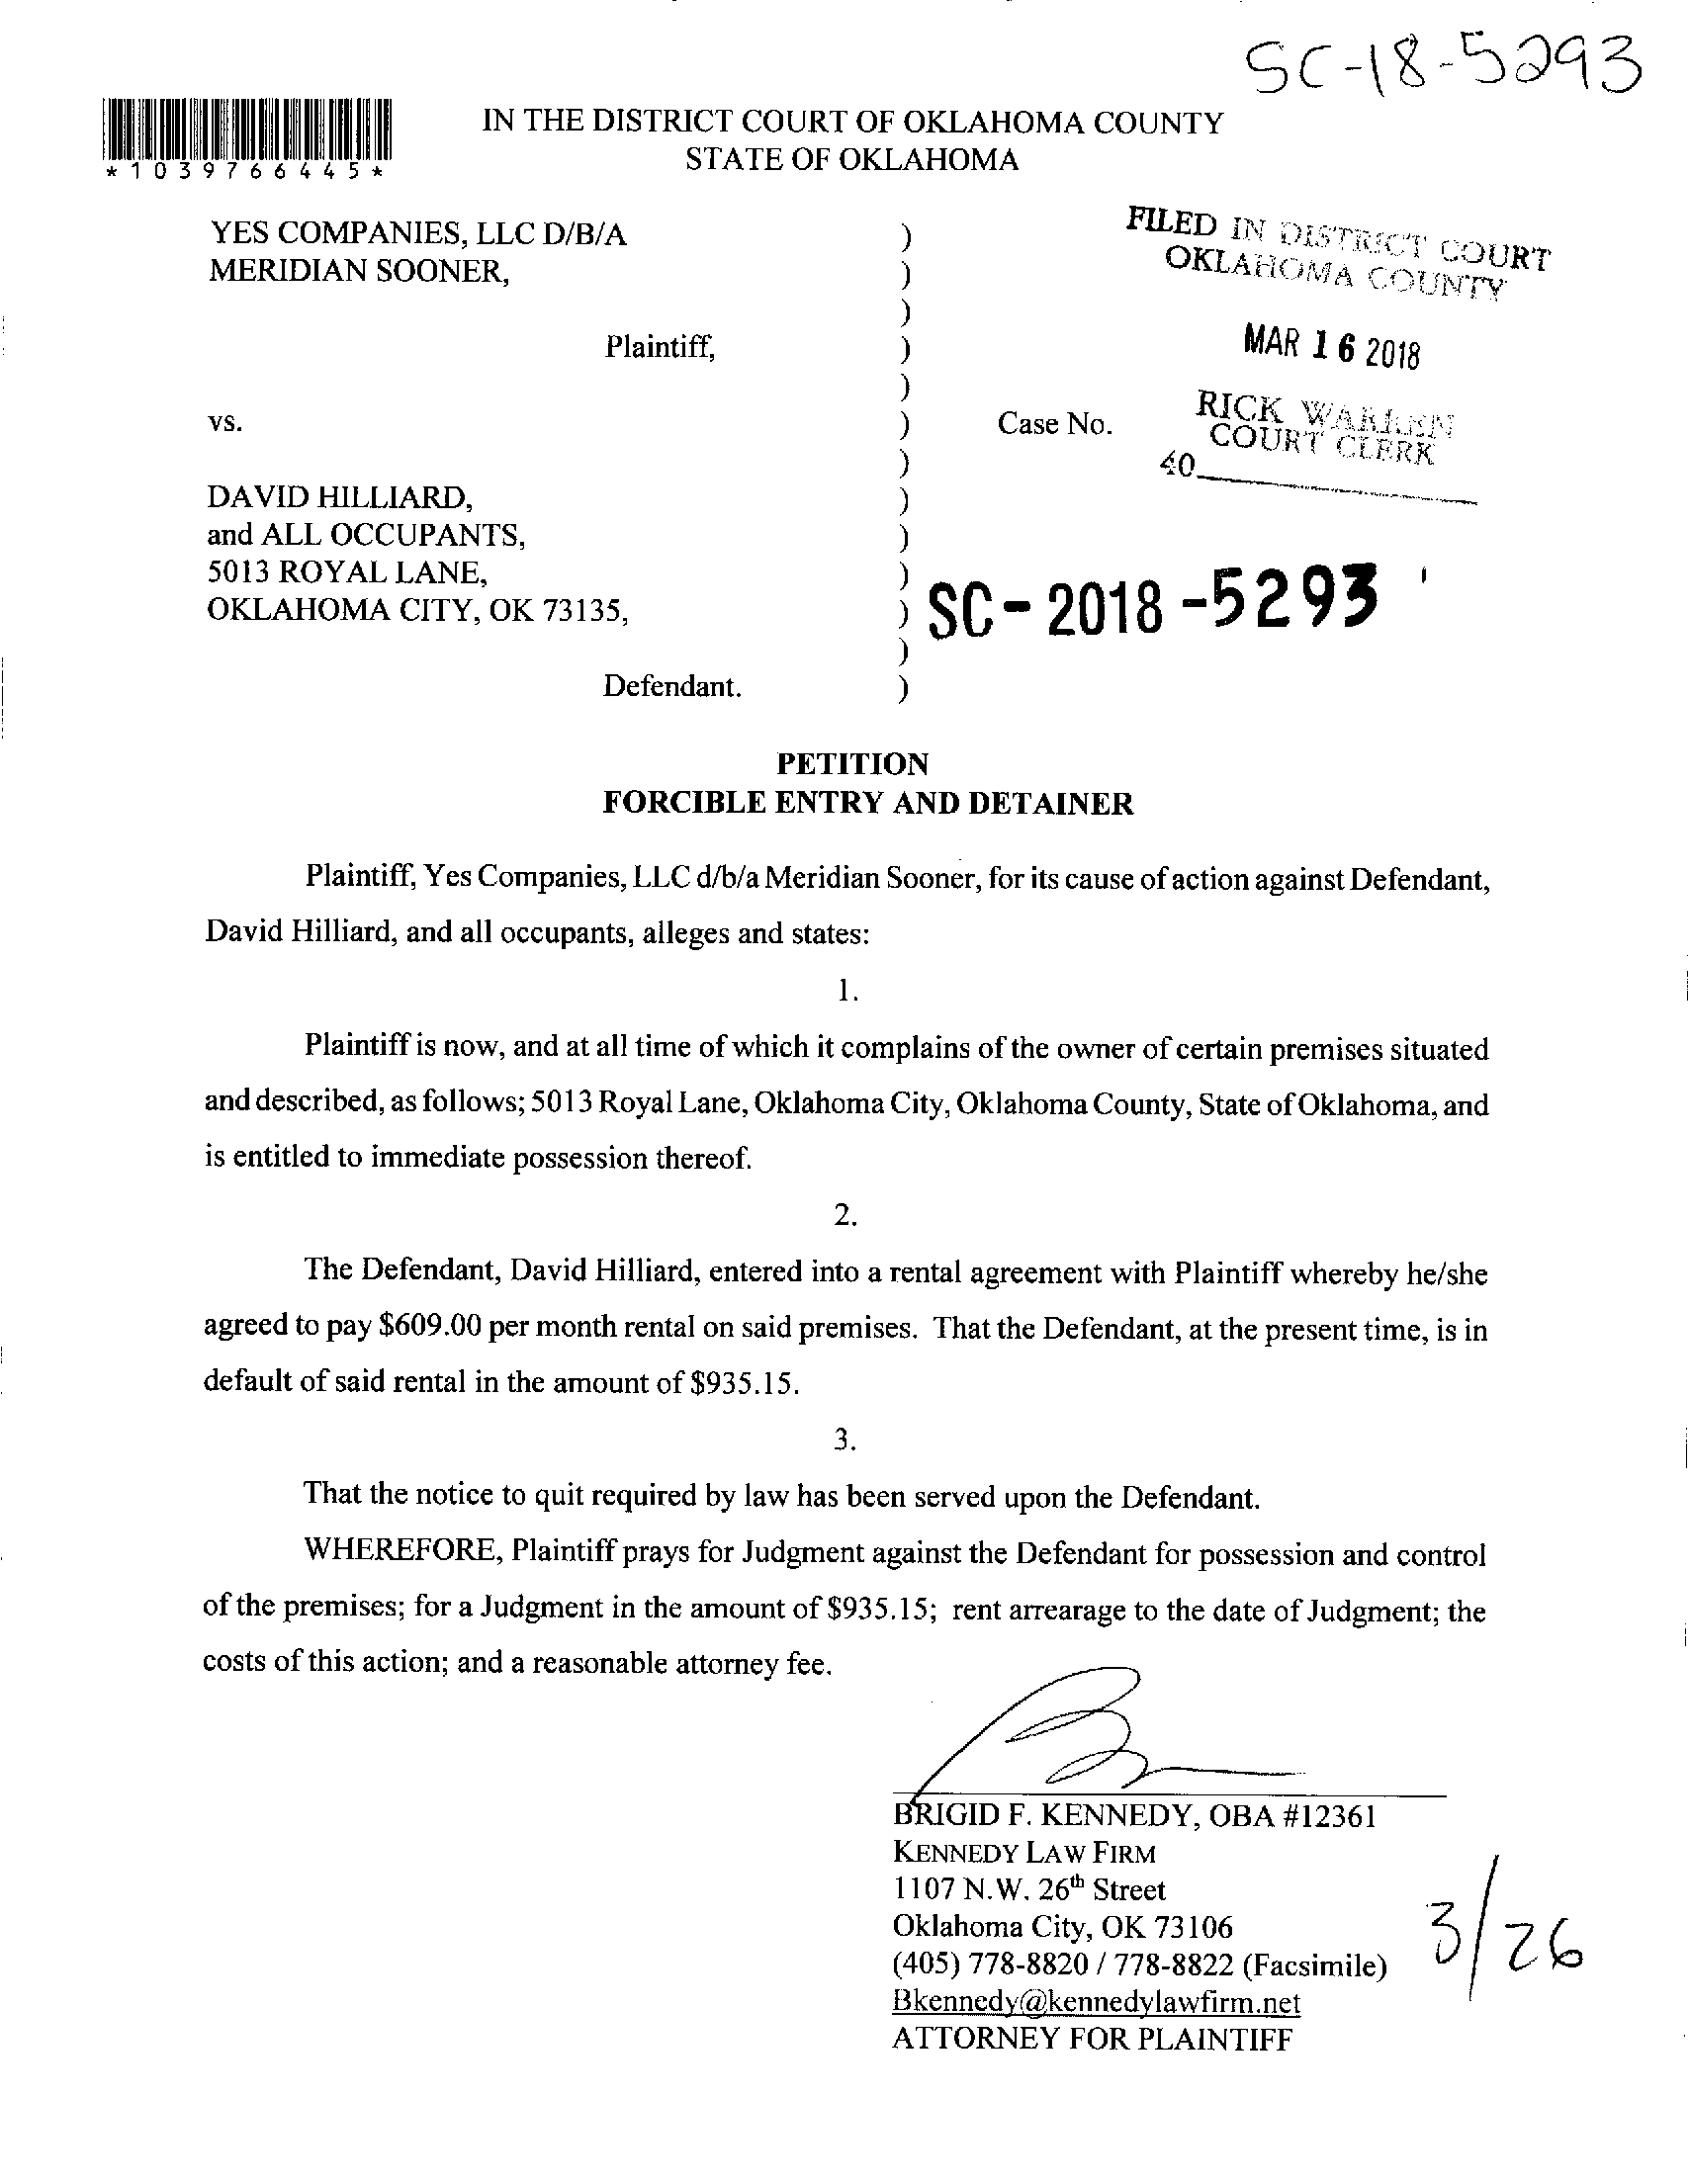 SC-18-5293
*1039766445*
IN THE DISTRICT COURT OF OKLAHOMA COUNTY
STATE OF OKLAHOMA
YES COMPANIES, LLC D/B/A )
MERIDIAN SOONER, )
)
Plaintiff, )
)
vs. ) Case No.
)
DAVID HILLIARD, )
and ALL OCCUPANTS, )
5013 ROYAL LANE, )
OKLAHOMA CITY, OK 73135, )
)
Defendant. )
FILED IN DISTRICT COURT
OKLAHOMA COUNTY
MAR 16 2018
RICK WARREN
COURT CLERK
40
SC-2018-5293
PETITION
FORCIBLE ENTRY AND DETAINER
Plaintiff, Yes Companies, LLC d/b/a Meridian Sooner, for its cause of action against Defendant,
David Hilliard, and all occupants, alleges and states:
1.
Plaintiff is now, and at all time of which it complains of the owner of certain premises situated
and described, as follows; 5013 Royal Lane, Oklahoma City, Oklahoma County, State of Oklahoma, and
is entitled to immediate possession thereof.
2.
The Defendant, David Hilliard, entered into a rental agreement with Plaintiff whereby he/she
agreed to pay $609.00 per month rental on said premises. That the Defendant, at the present time, is in
default of said rental in the amount of $935.15.
3.
That the notice to quit required by law has been served upon the Defendant.
WHEREFORE, Plaintiff prays for Judgment against the Defendant for possession and control
of the premises; for a Judgment in the amount of $935.15; rent arrearage to the date of Judgment; the
costs of this action; and a reasonable attorney fee.
BRIGID F. KENNEDY, OBA #12361
KENNEDY LAW FIRM
1107 N.W. 26th Street
Oklahoma City, OK 73106
(405) 778-8820 / 778-8822 (Facsimile)
Bkennedy@kennedylawfirm.net
ATTORNEY FOR PLAINTIFF
3/26